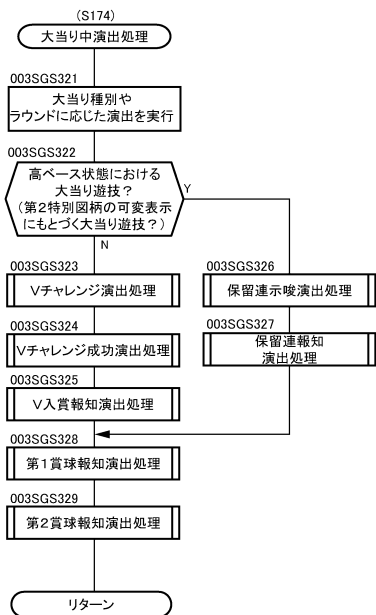 (S174)
大当り中演出処理
003SGS321
大当り種別や
ラウンドに応じた演出を実行
003SGS322
高ベース状態における
大当り遊技？
（第２特別図柄の可変表示
にもとづく大当り遊技？）
Y
N
003SGS323
Ｖチャレンジ演出処理
003SGS324
Ｖチャレンジ成功演出処理
003SGS325
Ｖ入賞報知演出処理
003SGS326
保留連示唆演出処理
003SGS327
保留連報知
演出処理
003SGS328
第１賞球報知演出処理
003SGS329
第２賞球報知演出処理
リターン